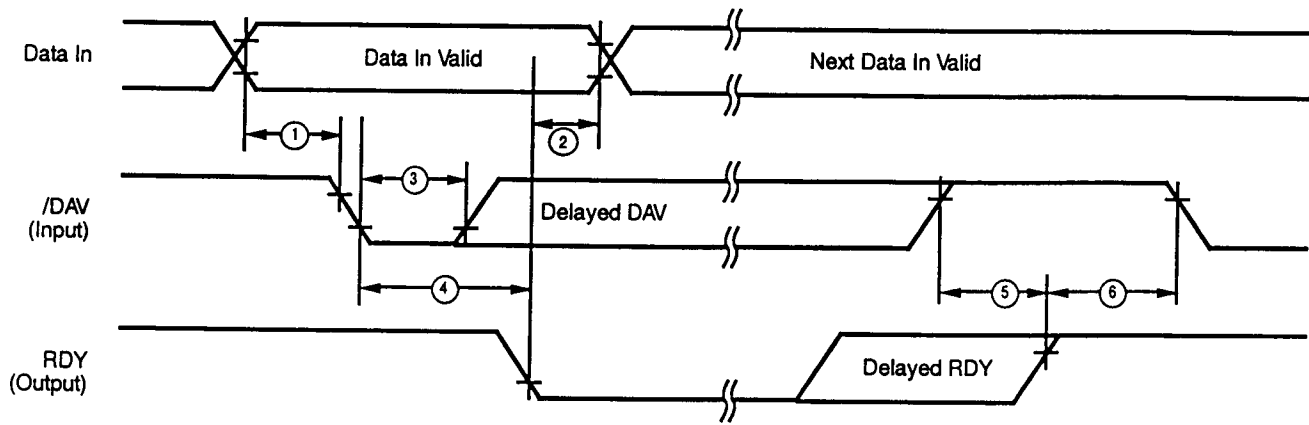 Data In
Data In Valid
Next Data In Valid
1
2
3
/DAV
(Input)
Delayed DAV
4
5
6
RDY
(Output)
Delayed RDY